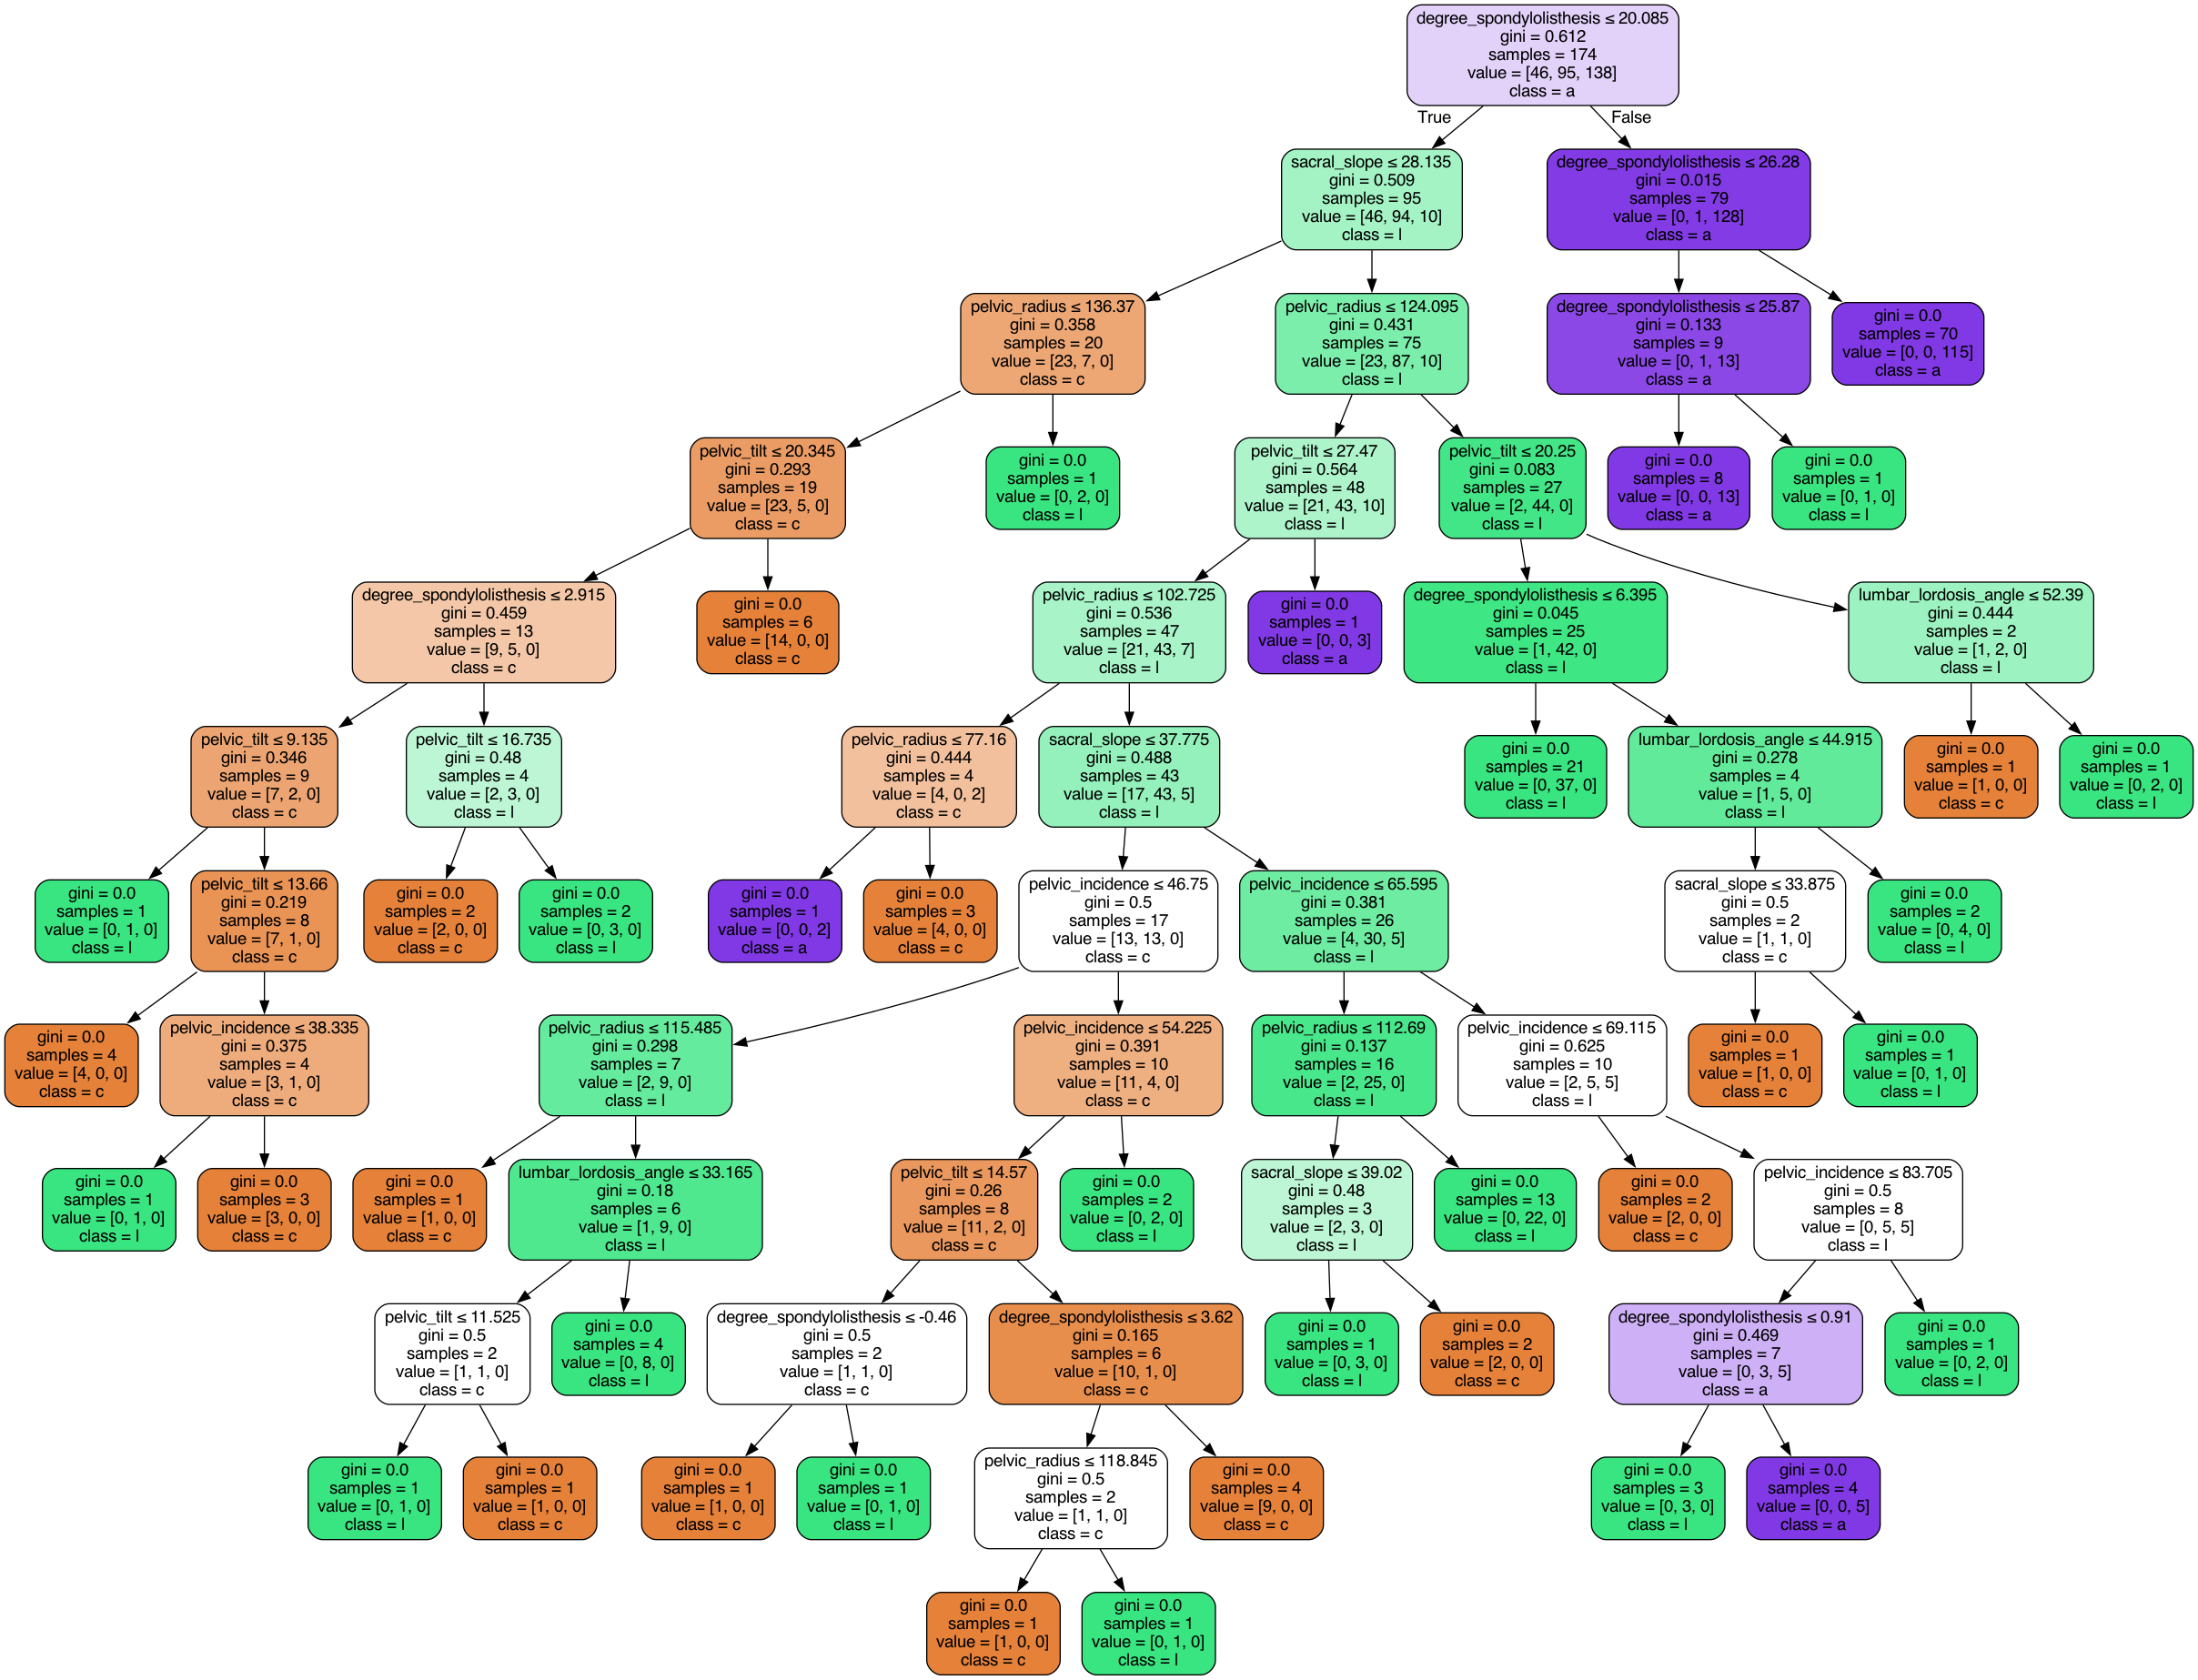 degree_spondylolisthesis ≤ 20.085
gini = 0.612
samples = 174
value = [46, 95, 138]
class = a
True
False
sacral_slope ≤ 28.135
gini = 0.509
samples = 95
value = [46, 94, 10]
class = l
degree_spondylolisthesis ≤ 26.28
gini = 0.015
samples = 79
value = [0, 1, 128]
class = a
pelvic_radius ≤ 136.37
gini = 0.358
samples = 20
value = [23, 7, 0]
class = c
pelvic_radius ≤ 124.095
gini = 0.431
samples = 75
value = [23, 87, 10]
class = l
degree_spondylolisthesis ≤ 25.87
gini = 0.133
samples = 9
value = [0, 1, 13]
class = a
gini = 0.0
samples = 70
value = [0, 0, 115]
class = a
pelvic_tilt ≤ 20.345
gini = 0.293
samples = 19
value = [23, 5, 0]
class = c
gini = 0.0
samples = 1
value = [0, 2, 0]
class = l
pelvic_tilt ≤ 27.47
gini = 0.564
samples = 48
value = [21, 43, 10]
class = l
pelvic_tilt ≤ 20.25
gini = 0.083
samples = 27
value = [2, 44, 0]
class = l
gini = 0.0
samples = 8
value = [0, 0, 13]
class = a
gini = 0.0
samples = 1
value = [0, 1, 0]
class = l
degree_spondylolisthesis ≤ 2.915
gini = 0.459
samples = 13
value = [9, 5, 0]
class = c
gini = 0.0
samples = 6
value = [14, 0, 0]
class = c
pelvic_radius ≤ 102.725
gini = 0.536
samples = 47
value = [21, 43, 7]
class = l
gini = 0.0
samples = 1
value = [0, 0, 3]
class = a
degree_spondylolisthesis ≤ 6.395
gini = 0.045
samples = 25
value = [1, 42, 0]
class = l
lumbar_lordosis_angle ≤ 52.39
gini = 0.444
samples = 2
value = [1, 2, 0]
class = l
pelvic_tilt ≤ 9.135
gini = 0.346
samples = 9
value = [7, 2, 0]
class = c
pelvic_tilt ≤ 16.735
gini = 0.48
samples = 4
value = [2, 3, 0]
class = l
pelvic_radius ≤ 77.16
gini = 0.444
samples = 4
value = [4, 0, 2]
class = c
sacral_slope ≤ 37.775
gini = 0.488
samples = 43
value = [17, 43, 5]
class = l
gini = 0.0
samples = 21
value = [0, 37, 0]
class = l
lumbar_lordosis_angle ≤ 44.915
gini = 0.278
samples = 4
value = [1, 5, 0]
class = l
gini = 0.0
samples = 1
value = [1, 0, 0]
class = c
gini = 0.0
samples = 1
value = [0, 2, 0]
class = l
gini = 0.0
samples = 1
value = [0, 1, 0]
class = l
pelvic_tilt ≤ 13.66
gini = 0.219
samples = 8
value = [7, 1, 0]
class = c
gini = 0.0
samples = 2
value = [2, 0, 0]
class = c
gini = 0.0
samples = 2
value = [0, 3, 0]
class = l
gini = 0.0
samples = 1
value = [0, 0, 2]
class = a
gini = 0.0
samples = 3
value = [4, 0, 0]
class = c
pelvic_incidence ≤ 46.75
gini = 0.5
samples = 17
value = [13, 13, 0]
class = c
pelvic_incidence ≤ 65.595
gini = 0.381
samples = 26
value = [4, 30, 5]
class = l
sacral_slope ≤ 33.875
gini = 0.5
samples = 2
value = [1, 1, 0]
class = c
gini = 0.0
samples = 2
value = [0, 4, 0]
class = l
gini = 0.0
samples = 4
value = [4, 0, 0]
class = c
pelvic_incidence ≤ 38.335
gini = 0.375
samples = 4
value = [3, 1, 0]
class = c
pelvic_radius ≤ 115.485
gini = 0.298
samples = 7
value = [2, 9, 0]
class = l
pelvic_incidence ≤ 54.225
gini = 0.391
samples = 10
value = [11, 4, 0]
class = c
pelvic_radius ≤ 112.69
gini = 0.137
samples = 16
value = [2, 25, 0]
class = l
pelvic_incidence ≤ 69.115
gini = 0.625
samples = 10
value = [2, 5, 5]
class = l
gini = 0.0
samples = 1
value = [1, 0, 0]
class = c
gini = 0.0
samples = 1
value = [0, 1, 0]
class = l
gini = 0.0
samples = 1
value = [0, 1, 0]
class = l
gini = 0.0
samples = 3
value = [3, 0, 0]
class = c
gini = 0.0
samples = 1
value = [1, 0, 0]
class = c
lumbar_lordosis_angle ≤ 33.165
gini = 0.18
samples = 6
value = [1, 9, 0]
class = l
pelvic_tilt ≤ 14.57
gini = 0.26
samples = 8
value = [11, 2, 0]
class = c
gini = 0.0
samples = 2
value = [0, 2, 0]
class = l
sacral_slope ≤ 39.02
gini = 0.48
samples = 3
value = [2, 3, 0]
class = l
gini = 0.0
samples = 13
value = [0, 22, 0]
class = l
gini = 0.0
samples = 2
value = [2, 0, 0]
class = c
pelvic_incidence ≤ 83.705
gini = 0.5
samples = 8
value = [0, 5, 5]
class = l
pelvic_tilt ≤ 11.525
gini = 0.5
samples = 2
value = [1, 1, 0]
class = c
gini = 0.0
samples = 4
value = [0, 8, 0]
class = l
degree_spondylolisthesis ≤ -0.46
gini = 0.5
samples = 2
value = [1, 1, 0]
class = c
degree_spondylolisthesis ≤ 3.62
gini = 0.165
samples = 6
value = [10, 1, 0]
class = c
gini = 0.0
samples = 1
value = [0, 3, 0]
class = l
gini = 0.0
samples = 2
value = [2, 0, 0]
class = c
degree_spondylolisthesis ≤ 0.91
gini = 0.469
samples = 7
value = [0, 3, 5]
class = a
gini = 0.0
samples = 1
value = [0, 2, 0]
class = l
gini = 0.0
samples = 1
value = [0, 1, 0]
class = l
gini = 0.0
samples = 1
value = [1, 0, 0]
class = c
gini = 0.0
samples = 1
value = [1, 0, 0]
class = c
gini = 0.0
samples = 1
value = [0, 1, 0]
class = l
pelvic_radius ≤ 118.845
gini = 0.5
samples = 2
value = [1, 1, 0]
class = c
gini = 0.0
samples = 4
value = [9, 0, 0]
class = c
gini = 0.0
samples = 3
value = [0, 3, 0]
class = l
gini = 0.0
samples = 4
value = [0, 0, 5]
class = a
gini = 0.0
samples = 1
value = [1, 0, 0]
class = c
gini = 0.0
samples = 1
value = [0, 1, 0]
class = l